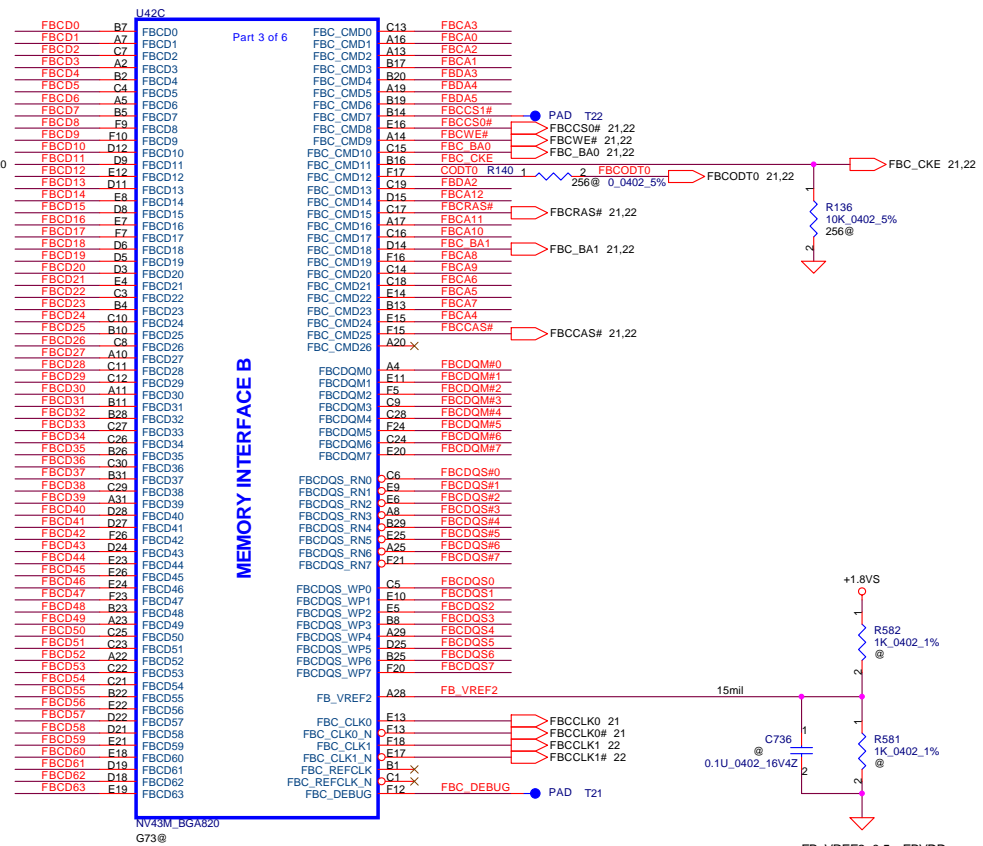 U42C
Part 3 of 6
FBCD0 B7 FBCD0
FBCD1 A7 FBCD1
FBCD2 C7 FBCD2
FBCD3 A2 FBCD3
FBCD4 B2 FBCD4
FBCD5 C4 FBCD5
FBCD6 A5 FBCD6
FBCD7 B5 FBCD7
FBCD8 F9 FBCD8
FBCD9 F10 FBCD9
FBCD10 D12 FBCD10
FBCD11 D9 FBCD11
FBCD12 E12 FBCD12
FBCD13 D11 FBCD13
FBCD14 E8 FBCD14
FBCD15 D8 FBCD15
FBCD16 E7 FBCD16
FBCD17 F7 FBCD17
FBCD18 D6 FBCD18
FBCD19 D5 FBCD19
FBCD20 D3 FBCD20
FBCD21 E4 FBCD21
FBCD22 C3 FBCD22
FBCD23 B4 FBCD23
FBCD24 C10 FBCD24
FBCD25 B10 FBCD25
FBCD26 C8 FBCD26
FBCD27 A10 FBCD27
FBCD28 C11 FBCD28
FBCD29 C12 FBCD29
FBCD30 A11 FBCD30
FBCD31 B11 FBCD31
FBCD32 B28 FBCD32
FBCD33 C27 FBCD33
FBCD34 C26 FBCD34
FBCD35 B26 FBCD35
FBCD36 C30 FBCD36
FBCD37 B31 FBCD37
FBCD38 C29 FBCD38
FBCD39 A31 FBCD39
FBCD40 D28 FBCD40
FBCD41 D27 FBCD41
FBCD42 F26 FBCD42
FBCD43 D24 FBCD43
FBCD44 E23 FBCD44
FBCD45 E26 FBCD45
FBCD46 E24 FBCD46
FBCD47 F23 FBCD47
FBCD48 B23 FBCD48
FBCD49 A23 FBCD49
FBCD50 C25 FBCD50
FBCD51 C23 FBCD51
FBCD52 A22 FBCD52
FBCD53 C22 FBCD53
FBCD54 C21 FBCD54
FBCD55 B22 FBCD55
FBCD56 E22 FBCD56
FBCD57 D22 FBCD57
FBCD58 D21 FBCD58
FBCD59 E21 FBCD59
FBCD60 E18 FBCD60
FBCD61 D19 FBCD61
FBCD62 D18 FBCD62
FBCD63 E19 FBCD63
0
MEMORY INTERFACE B
FBC_CMD0 C13 FBCA3
FBC_CMD1 A16 FBCA0
FBC_CMD2 A13 FBCA2
FBC_CMD3 B17 FBCA1
FBC_CMD4 B20 FBDA3
FBC_CMD5 A19 FBDA4
FBC_CMD6 B19 FBDA5
FBC_CMD7 B14 FBCCS1# PAD T22
FBC_CMD8 E16 FBCCS0# FBCCS0# 21,22
FBC_CMD9 A14 FBCWE# FBCWE# 21,22
FBC_CMD10 C15 FBC_BA0 FBC_BA0 21,22
FBC_CMD11 B16 FBC_CKE FBC_CKE 21,22
FBC_CMD12 F17 CODT0 R140 1 2 FBCODT0 FBCODT0 21,22
256@ 0_0402_5%
FBC_CMD13 C19 FBDA2
FBC_CMD14 D15 FBCA12
FBC_CMD15 C17 FBCRAS# FBCRAS# 21,22
FBC_CMD16 A17 FBCA11
FBC_CMD17 C16 FBCA10
FBC_CMD18 D14 FBC_BA1 FBC_BA1 21,22
FBC_CMD19 F16 FBCA8
FBC_CMD20 C14 FBCA9
FBC_CMD21 C18 FBCA6
FBC_CMD22 E14 FBCA5
FBC_CMD23 B13 FBCA7
FBC_CMD24 E15 FBCA4
FBC_CMD25 F15 FBCCAS# FBCCAS# 21,22
FBC_CMD26 A20
1
R136
10K_0402_5%
256@
2
FBCDQM0 A4 FBCDQM#0
FBCDQM1 E11 FBCDQM#1
FBCDQM2 F5 FBCDQM#2
FBCDQM3 C9 FBCDQM#3
FBCDQM4 C28 FBCDQM#4
FBCDQM5 F24 FBCDQM#5
FBCDQM6 C24 FBCDQM#6
FBCDQM7 E20 FBCDQM#7
FBCDQS_RN0 C6 FBCDQS#0
FBCDQS_RN1 E9 FBCDQS#1
FBCDQS_RN2 E6 FBCDQS#2
FBCDQS_RN3 A8 FBCDQS#3
FBCDQS_RN4 B29 FBCDQS#4
FBCDQS_RN5 E25 FBCDQS#5
FBCDQS_RN6 A25 FBCDQS#6
FBCDQS_RN7 F21 FBCDQS#7
FBCDQS_WP0 C5 FBCDQS0
FBCDQS_WP1 E10 FBCDQS1
FBCDQS_WP2 E5 FBCDQS2
FBCDQS_WP3 B8 FBCDQS3
FBCDQS_WP4 A29 FBCDQS4
FBCDQS_WP5 D25 FBCDQS5
FBCDQS_WP6 B25 FBCDQS6
FBCDQS_WP7 F20 FBCDQS7
FB_VREF2 A28 FB_VREF2 15mil
FBC_CLK0 E13 FBCCLK0 21
FBC_CLK0_N F13 FBCCLK0# 21
FBC_CLK1 F18 FBCCLK1 22
FBC_CLK1_N E17 FBCCLK1# 22
FBC_REFCLK B1
FBC_REFCLK_N C1
FBC_DEBUG F12 FBC_DEBUG PAD T21
+1.8VS
1
R582
1K_0402_1%
@
2
1
C736
@
0.1U_0402_16V4Z
2
1
R581
1K_0402_1%
@
2
NV43M_BGA820
G73@